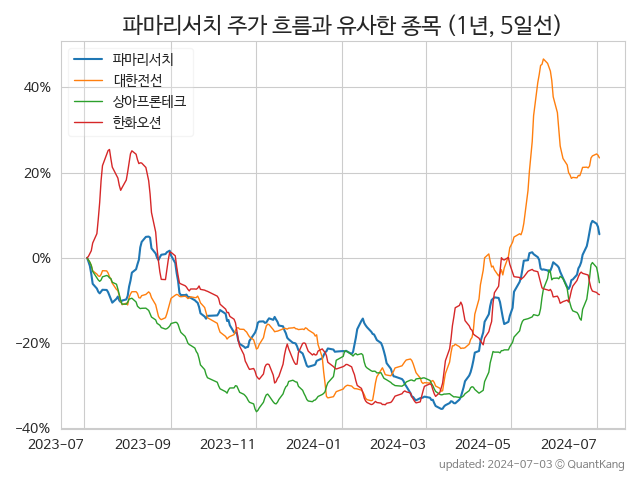 파마리서치 주가 흐름과 유사한 종목 (1년, 5일선)
파마리서치
대한전선
상아프론테크
한화오션
40%
20%
0%
−20%
−40%
2023-07
2023-09
2023-11
2024-01
2024-03
2024-05
2024-07
updated: 2024-07-03 © QuantKang